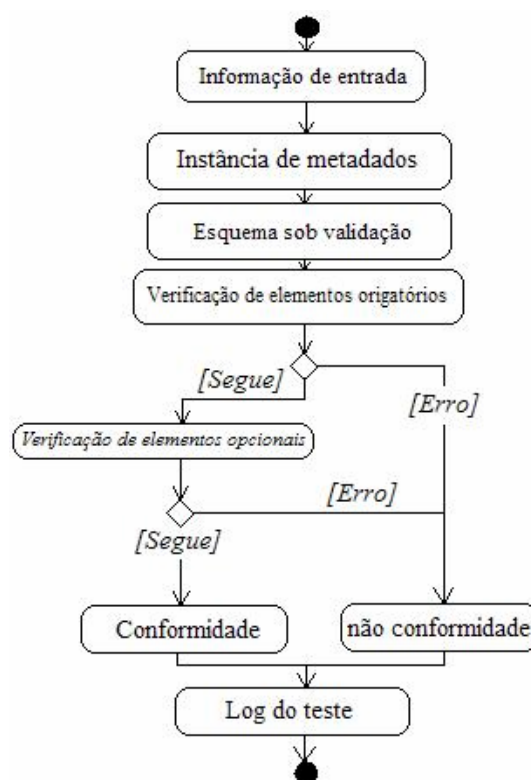 Informação de entrada
Instância de metadados
Esquema sob validação
Verificação de elementos origatórios
[Segue]
[Erro]
Verificação de elementos opcionais
[Erro]
[Segue]
Conformidade
não conformidade
Log do teste